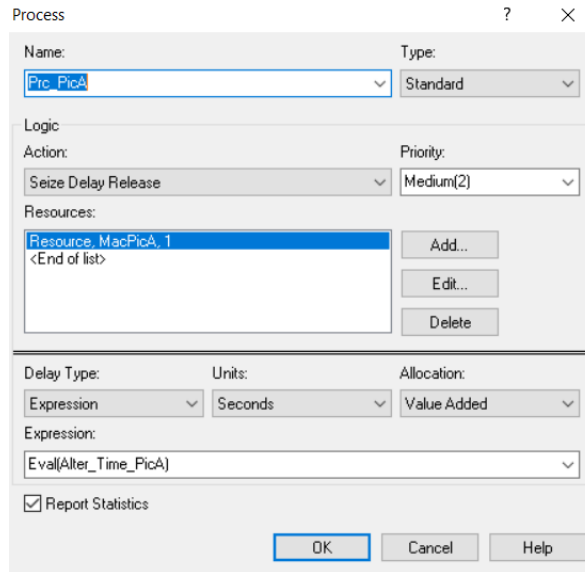 Process ? ×
Name: Type:
Prc_PicA Standard
Logic
Action: Priority:
Seize Delay Release Medium(2)
Resources:
Resource, MacPicA, 1 Add...
<End of list>
Edit...
Delete
Delay Type: Units: Allocation:
Expression Seconds Value Added
Expression:
Eval(Alter_Time_PicA)
Report Statistics
OK Cancel Help